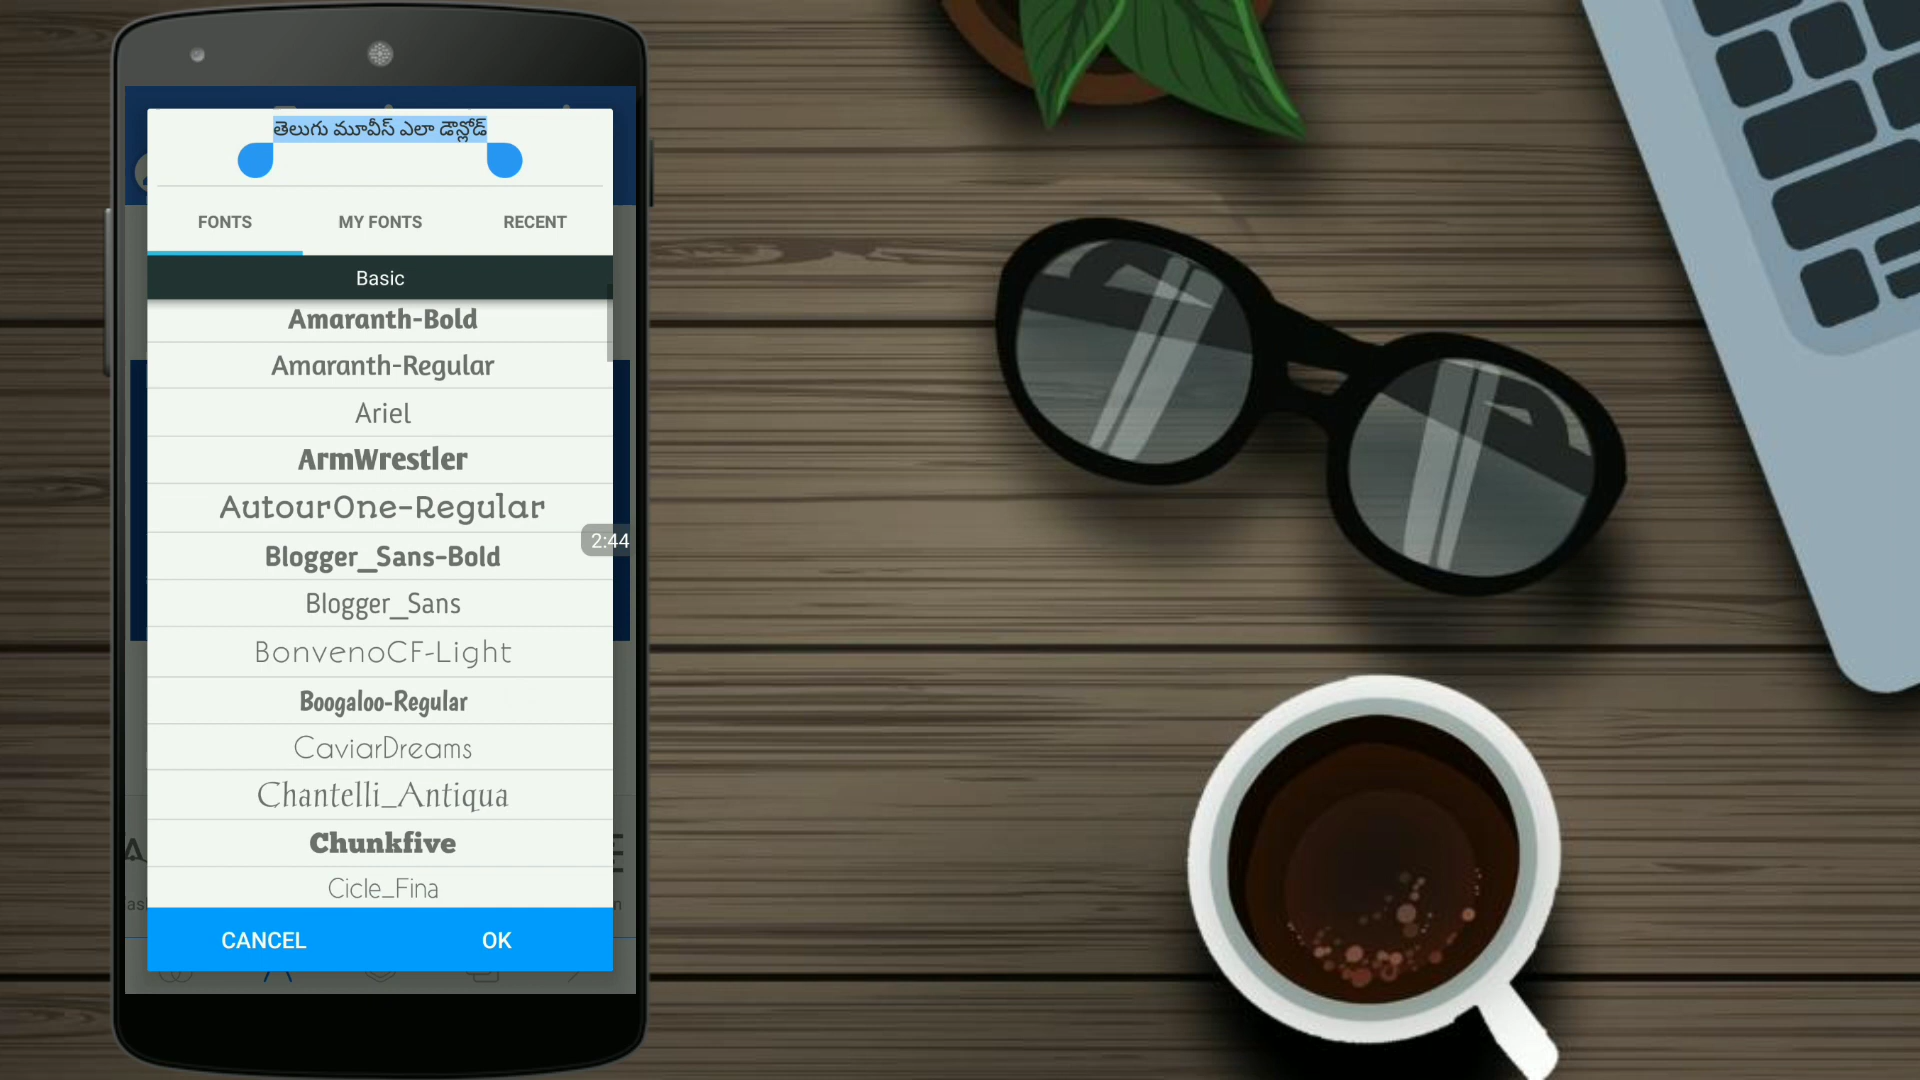 తెలుగు మూవీస్ ఎలా డౌన్లోడ్
FONTS MY FONTS RECENT
Basic
Amaranth-Bold
Amaranth-Regular
Ariel
ArmWrestler
AutourOne-Regular
2:44
Blogger_Sans-Bold
Blogger_Sans
BonvenoCF-Light
Boogaloo-Regular
CaviarDreams
Chantelli_Antiqua
Chunkfive
Cicle_Fina
CANCEL OK